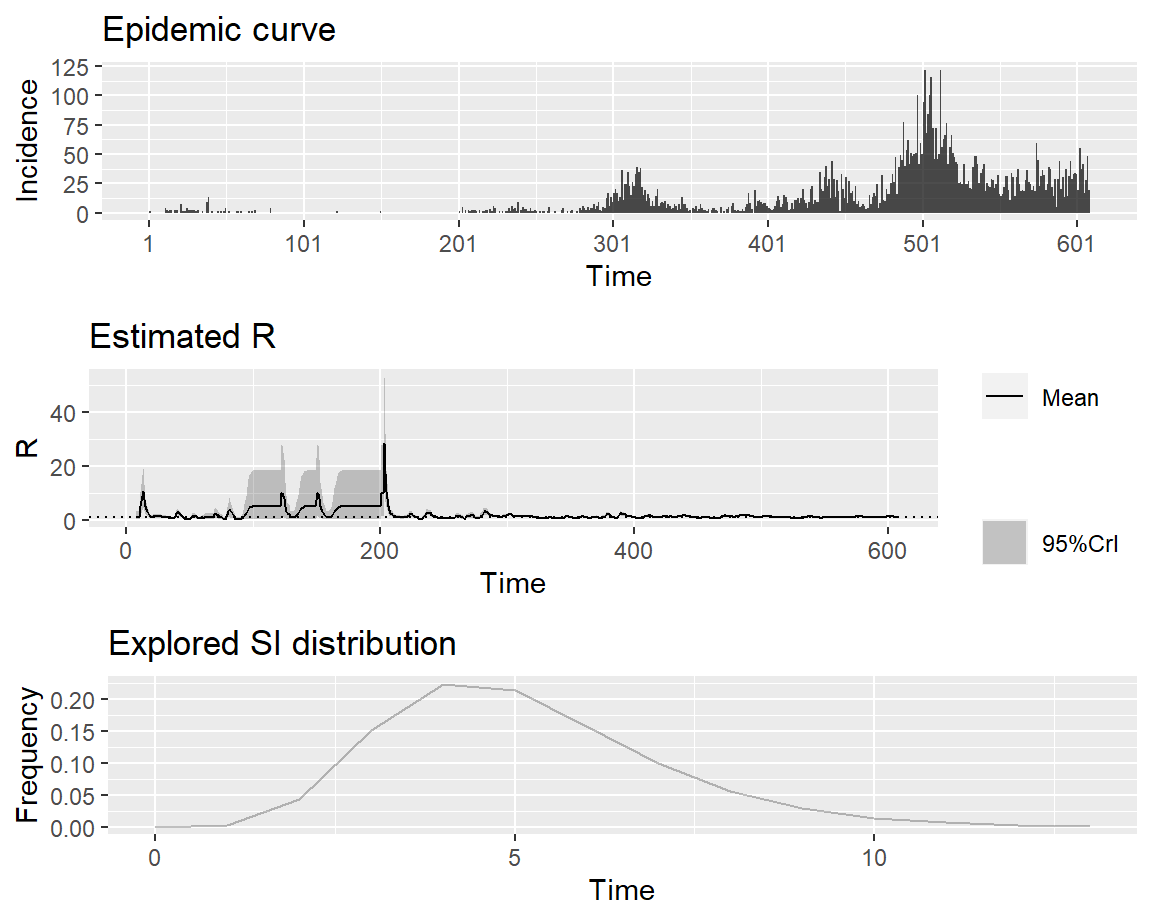 Epidemic curve
125
100
75
50
25
0
Incidence
1 101 201 301 401 501 601
Time
Estimated R
40
20
0
R
0 200 400 600
Time
Mean
95%CrI
Explored SI distribution
0.20
0.15
0.10
0.05
0.00
Frequency
0 5 10
Time